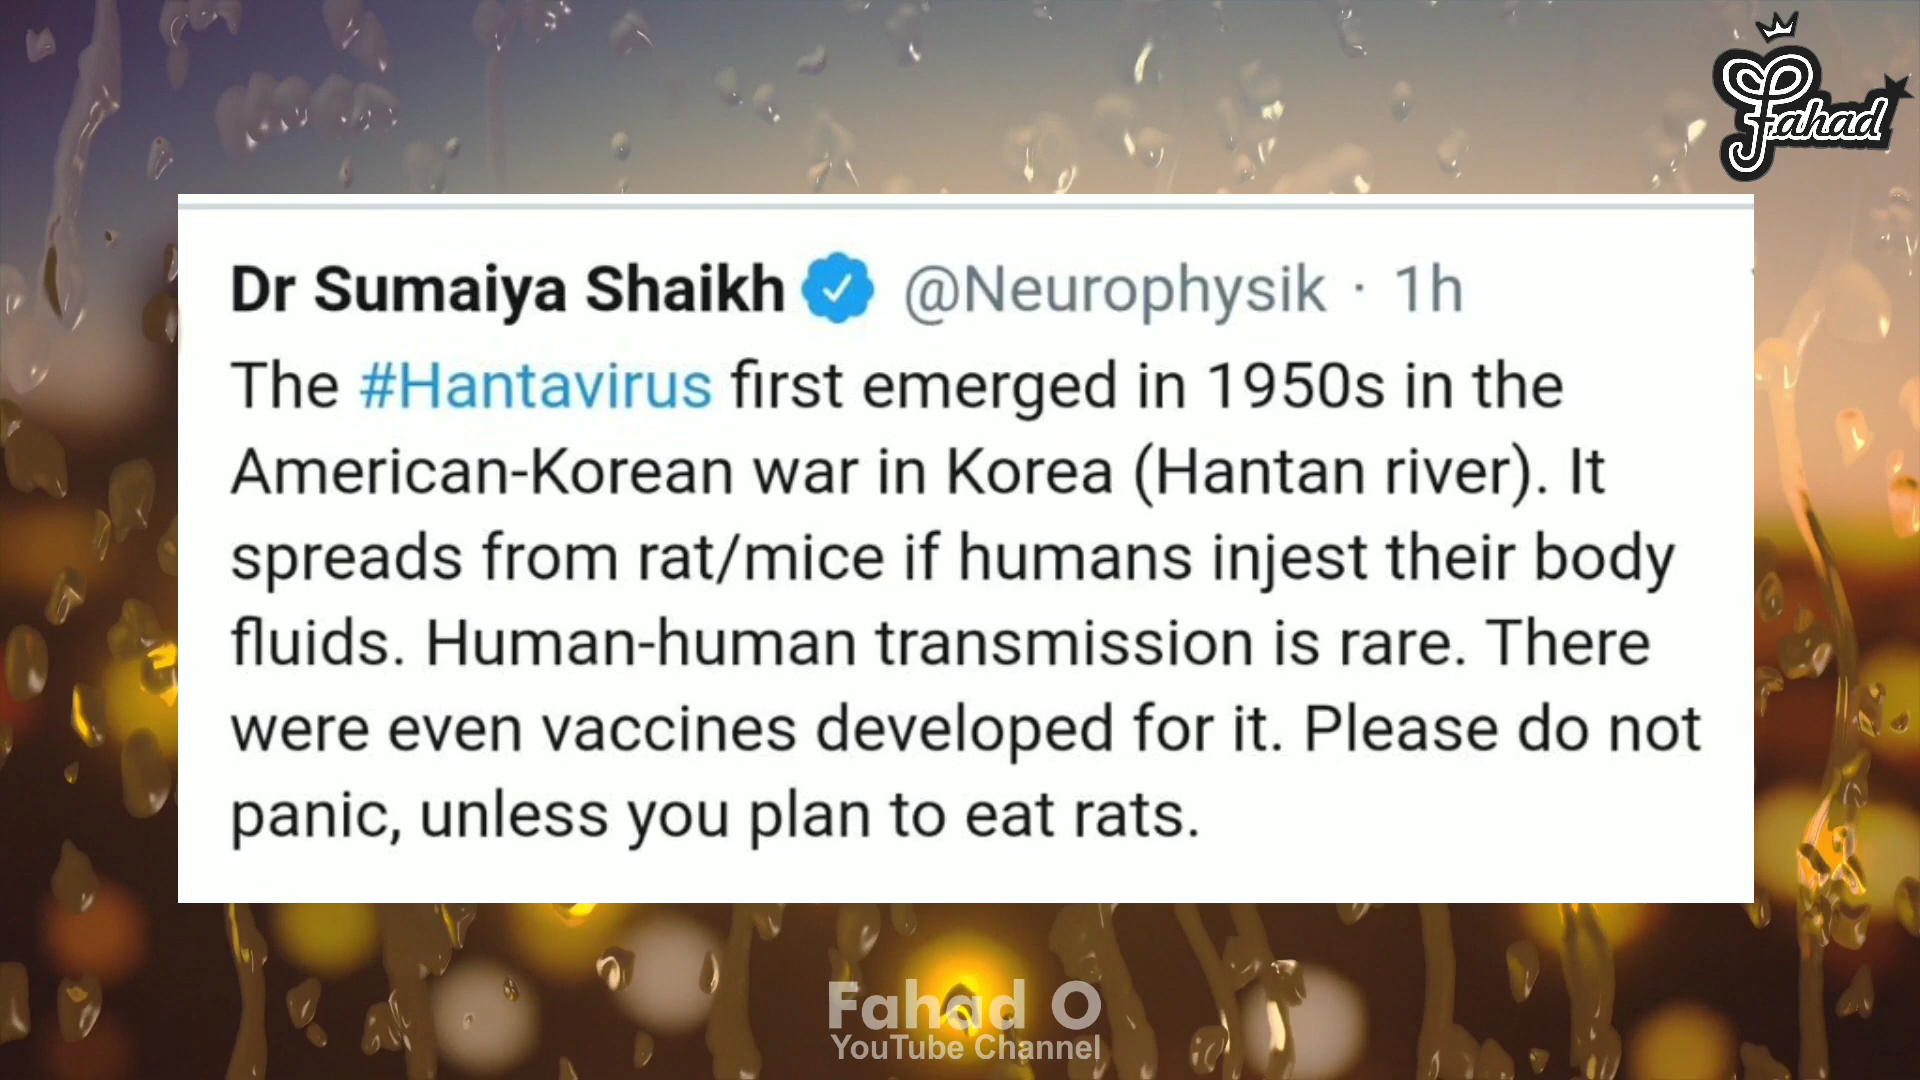 Fahad
Dr Sumaiya Shaikh @Neurophysik · 1h
The #Hantavirus first emerged in 1950s in the
American-Korean war in Korea (Hantan river). It
spreads from rat/mice if humans injest their body
fluids. Human-human transmission is rare. There
were even vaccines developed for it. Please do not
panic, unless you plan to eat rats.
Fahad O
YouTube Channel